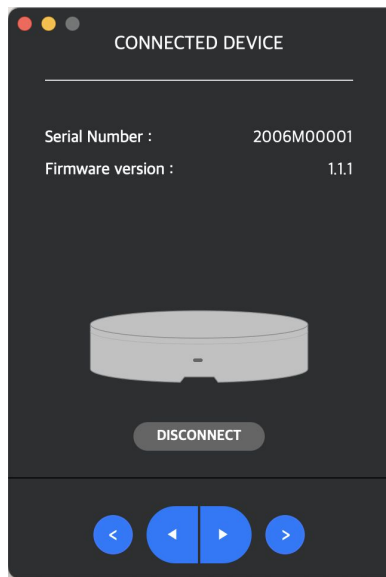 CONNECTED DEVICE
Serial Number : 2006M00001
Firmware version : 1.1.1
DISCONNECT
< ◀ ▶ >